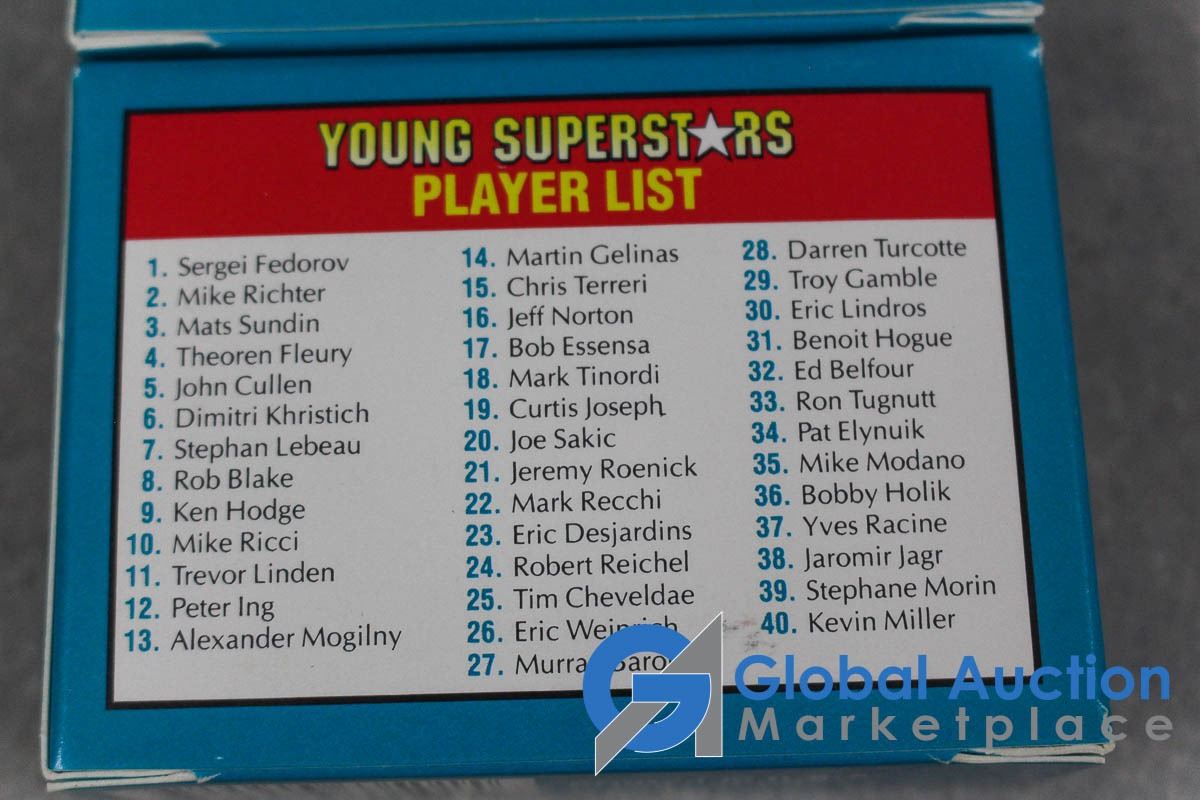 YOUNG SUPERST★RS
PLAYER LIST
1. Sergei Fedorov
2. Mike Richter
3. Mats Sundin
4. Theoren Fleury
5. John Cullen
6. Dimitri Khristich
7. Stephan Lebeau
8. Rob Blake
9. Ken Hodge
10. Mike Ricci
11. Trevor Linden
12. Peter Ing
13. Alexander Mogilny
14. Martin Gelinas
15. Chris Terreri
16. Jeff Norton
17. Bob Essensa
18. Mark Tinordi
19. Curtis Joseph
20. Joe Sakic
21. Jeremy Roenick
22. Mark Recchi
23. Eric Desjardins
24. Robert Reichel
25. Tim Cheveldae
26. Eric Weinrich
27. Murray Baron
28. Darren Turcotte
29. Troy Gamble
30. Eric Lindros
31. Benoit Hogue
32. Ed Belfour
33. Ron Tugnutt
34. Pat Elynuik
35. Mike Modano
36. Bobby Holik
37. Yves Racine
38. Jaromir Jagr
39. Stephane Morin
40. Kevin Miller
Global Auction
Marketplace